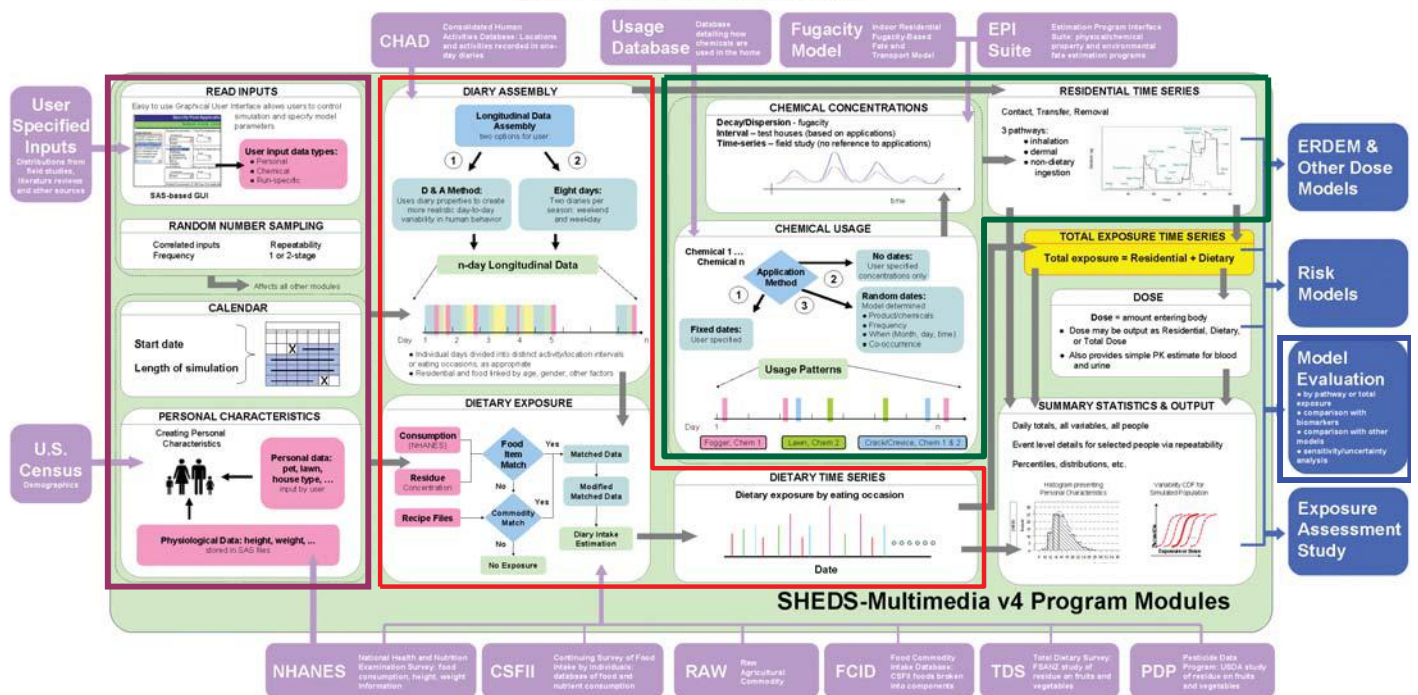 CHAD
Consolidated Human
Activities Database: Locations
and activities recorded in one-
day diaries
Usage
Database
Database
detailing how
chemicals are
used in the home
Fugacity
Model
Indoor Residential
Fugacity-Based
Fate and
Transport Model
EPI
Suite
Estimation Program Interface
Suite: physical/chemical
property and environmental
fate estimation programs
User
Specified
Inputs
Distributions from
field studies,
literature reviews
and other sources
U.S.
Census
Demographics
READ INPUTS
Easy to use Graphical User Interface allows users to control
simulation and specify model
parameters
User input data types:
● Personal
● Chemical
● Run-specific
SAS-based GUI
RANDOM NUMBER SAMPLING
Correlated inputs
Frequency
Repeatability
1 or 2-stage
Affects all other modules
CALENDAR
Start date
Length of simulation
X
X
PERSONAL CHARACTERISTICS
Creating Personal
Characteristics
Personal data:
pet, lawn,
house type, ...
input by user
Physiological Data: height, weight, ...
stored in SAS files
DIARY ASSEMBLY
Longitudinal Data
Assembly
two options for user
1
2
D & A Method:
Uses diary properties to create
more realistic day-to-day
variability in human behavior
Eight days:
Two diaries per
season: weekend
and weekday
n-day Longitudinal Data
Day 1 2 3 4 5 ... n
● Individual days divided into distinct activity/location intervals
or eating occasions, as appropriate
● Residential and food linked by age, gender, other factors
DIETARY EXPOSURE
Consumption
(NHANES)
Residue
Concentration
Recipe Files
Food
Item
Match
Yes
No
Commodity
Match
Yes
No
No Exposure
Matched Data
Modified
Matched Data
Diary Intake
Estimation
CHEMICAL CONCENTRATIONS
Decay/Dispersion - fugacity
Interval – test houses (based on applications)
Time-series – field study (no reference to applications)
time
CHEMICAL USAGE
Chemical 1 ...
Chemical n
Application
Method
1
2
3
No dates:
User specified
concentrations only
Fixed dates:
User specified
Random dates:
Model determined
● Product/chemicals
● Frequency
● When (Month, day, time)
● Co-occurrence
Usage Patterns
Day 1 n
Fogger, Chem 1
Lawn, Chem 2
Crack/Crevice, Chem 1 & 2
DIETARY TIME SERIES
Dietary exposure by eating occasion
Date
RESIDENTIAL TIME SERIES
Contact, Transfer, Removal
3 pathways:
● inhalation
● dermal
● non-dietary
ingestion
TOTAL EXPOSURE TIME SERIES
Total exposure = Residential + Dietary
DOSE
Dose = amount entering body
● Dose may be output as Residential, Dietary,
or Total Dose
● Also provides simple PK estimate for blood
and urine
SUMMARY STATISTICS & OUTPUT
Daily totals, all variables, all people
Event level details for selected people via repeatability
Percentiles, distributions, etc.
Histogram presenting
Personal Characteristics
Variability CDF for
Simulated Population
Exposure or Dose
SHEDS-Multimedia v4 Program Modules
ERDEM &
Other Dose
Models
Risk
Models
Model
Evaluation
● by pathway or total
exposure
● comparison with
biomarkers
● comparison with other
models
● sensitivity/uncertainty
analysis
Exposure
Assessment
Study
NHANES
National Health and Nutrition
Examination Survey: food
consumption, height, weight
information
CSFII
Continuing Survey of Food
Intake by Individuals:
database of food and
nutrient consumption
RAW
Raw
Agricultural
Commodity
FCID
Food Commodity
Intake Database:
CSFII foods broken
into components
TDS
Total Dietary Survey:
FSANZ study of
residue on fruits and
vegetables
PDP
Pesticide Data
Program: USDA study
of residue on fruits
and vegetables